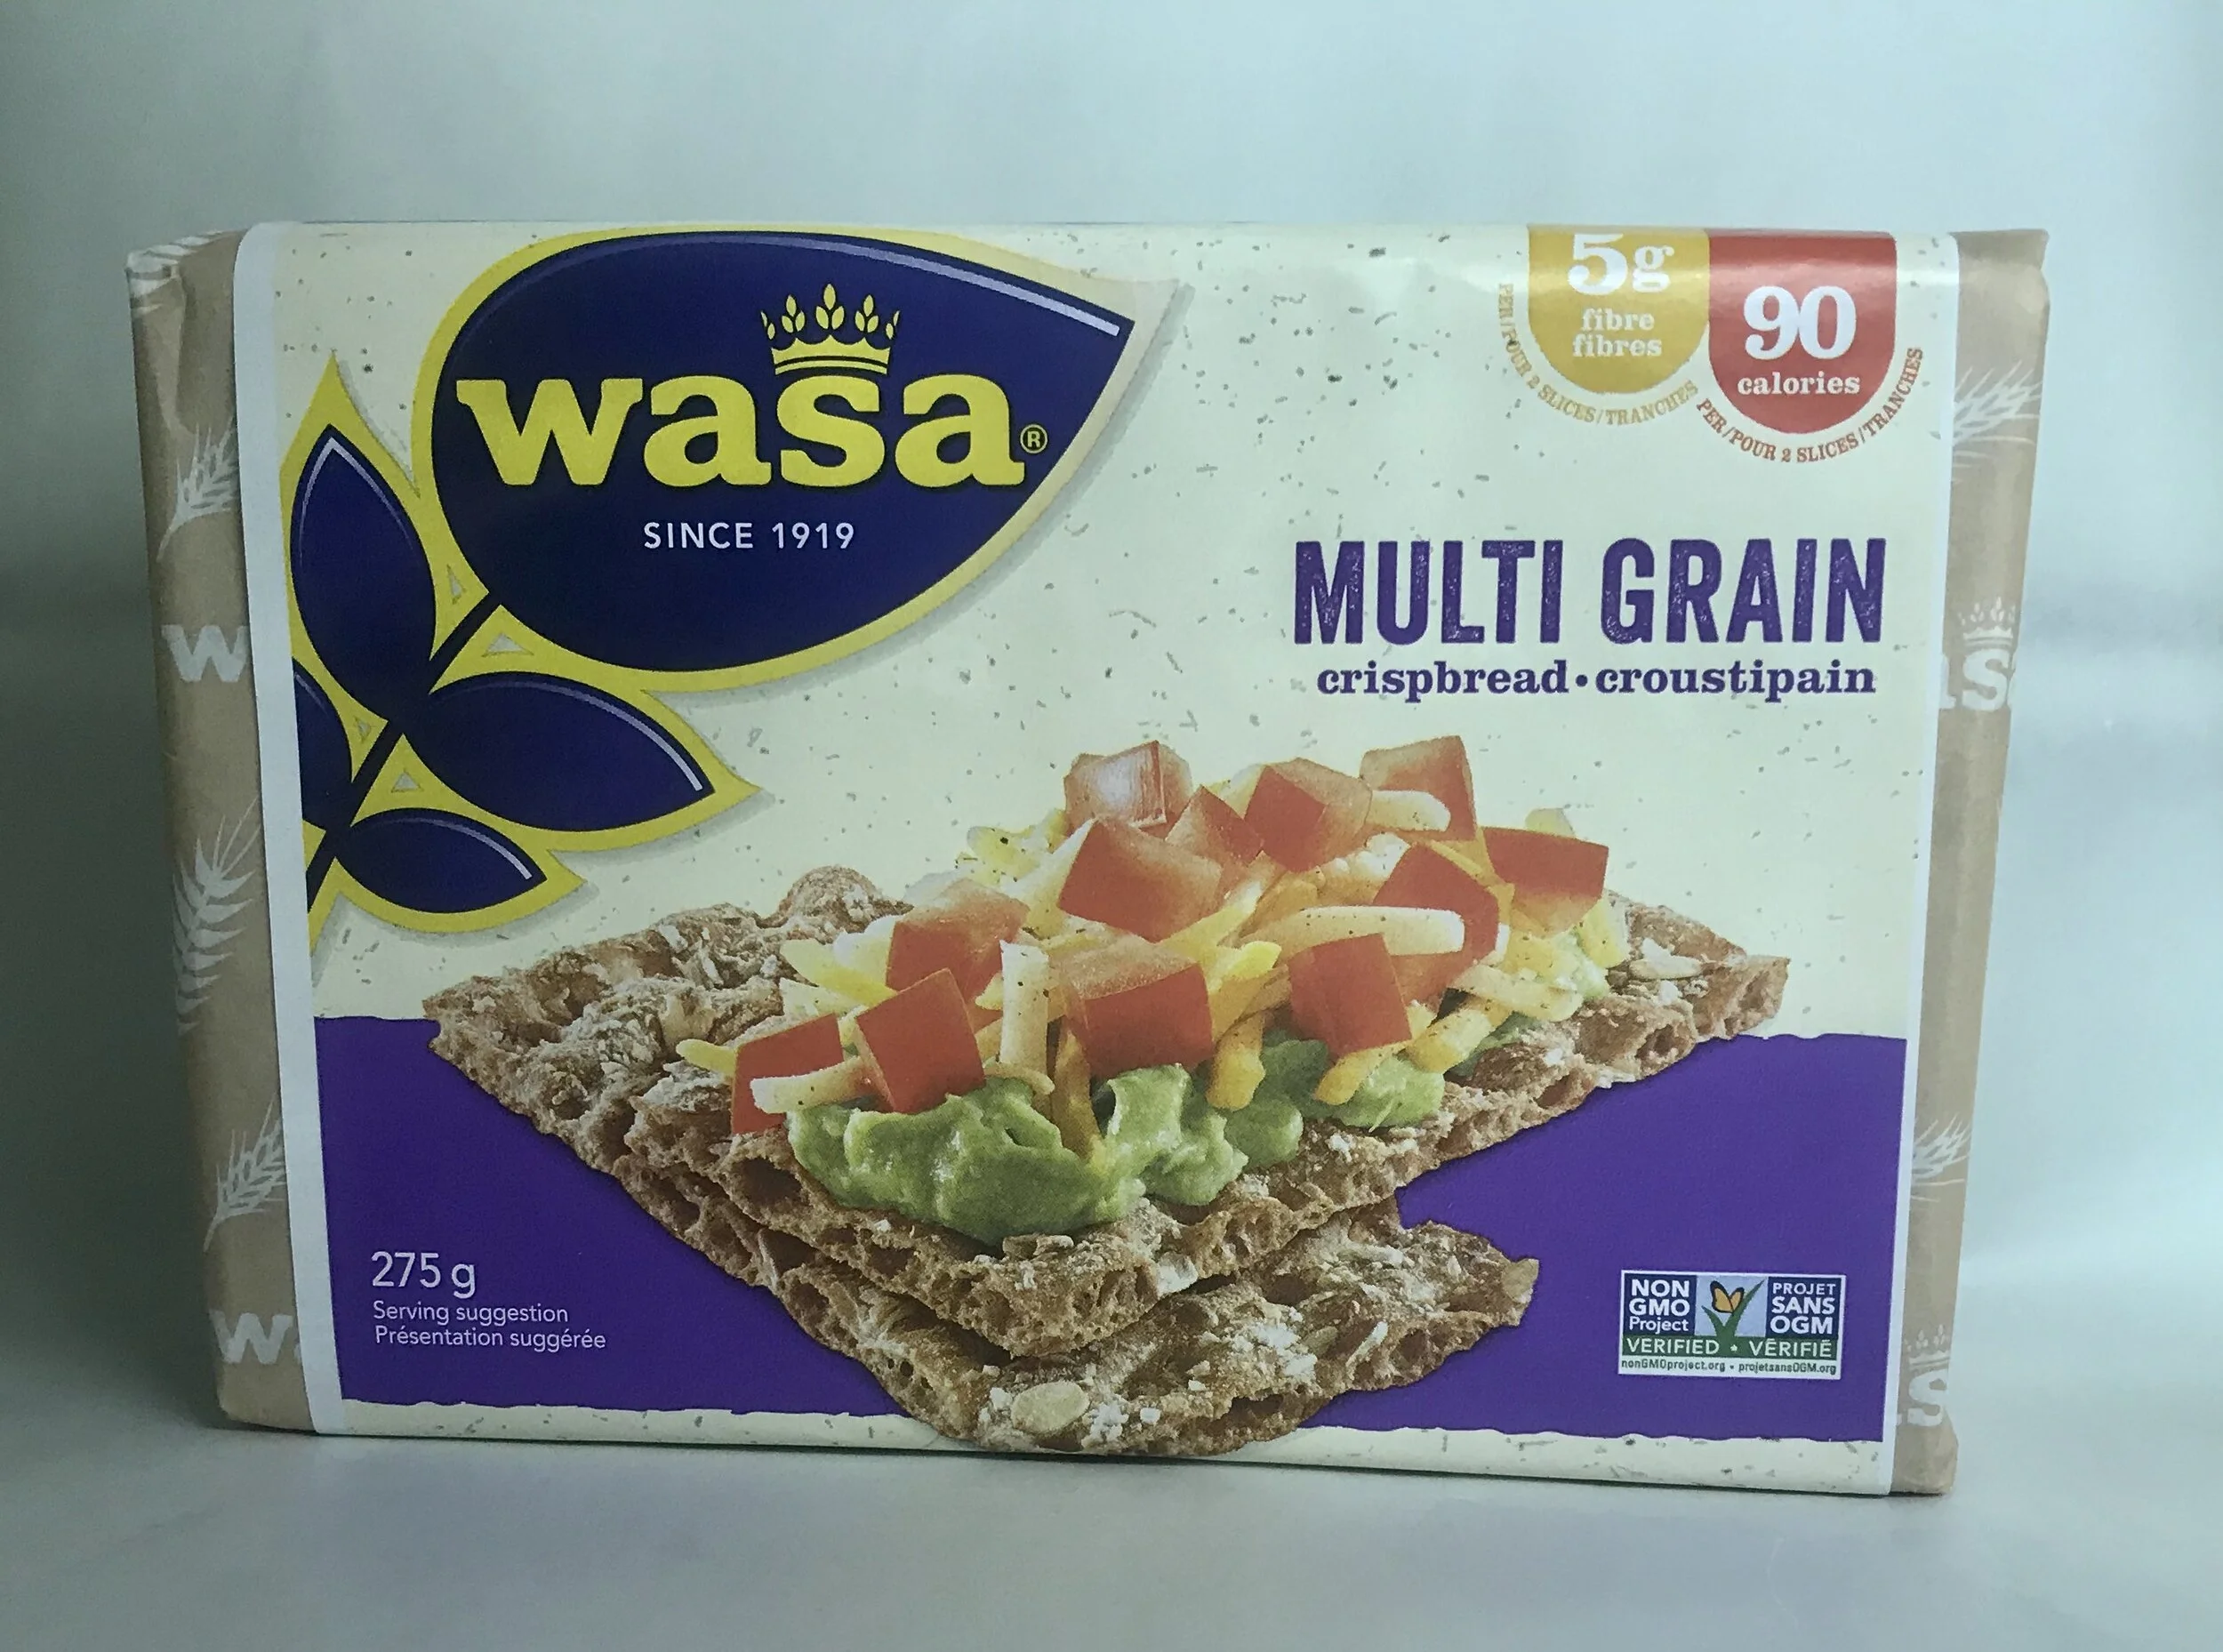 wasa®
SINCE 1919
5g
fibre
fibres
PER/POUR 2 SLICES/TRANCHES
90
calories
PER/POUR 2 SLICES/TRANCHES
MULTI GRAIN
crispbread • croustipain
275 g
Serving suggestion
Présentation suggérée
NON
GMO
Project
PROJET
SANS
OGM
VERIFIED • VÉRIFIÉ
nonGMOproject.org • projetsansOGM.org